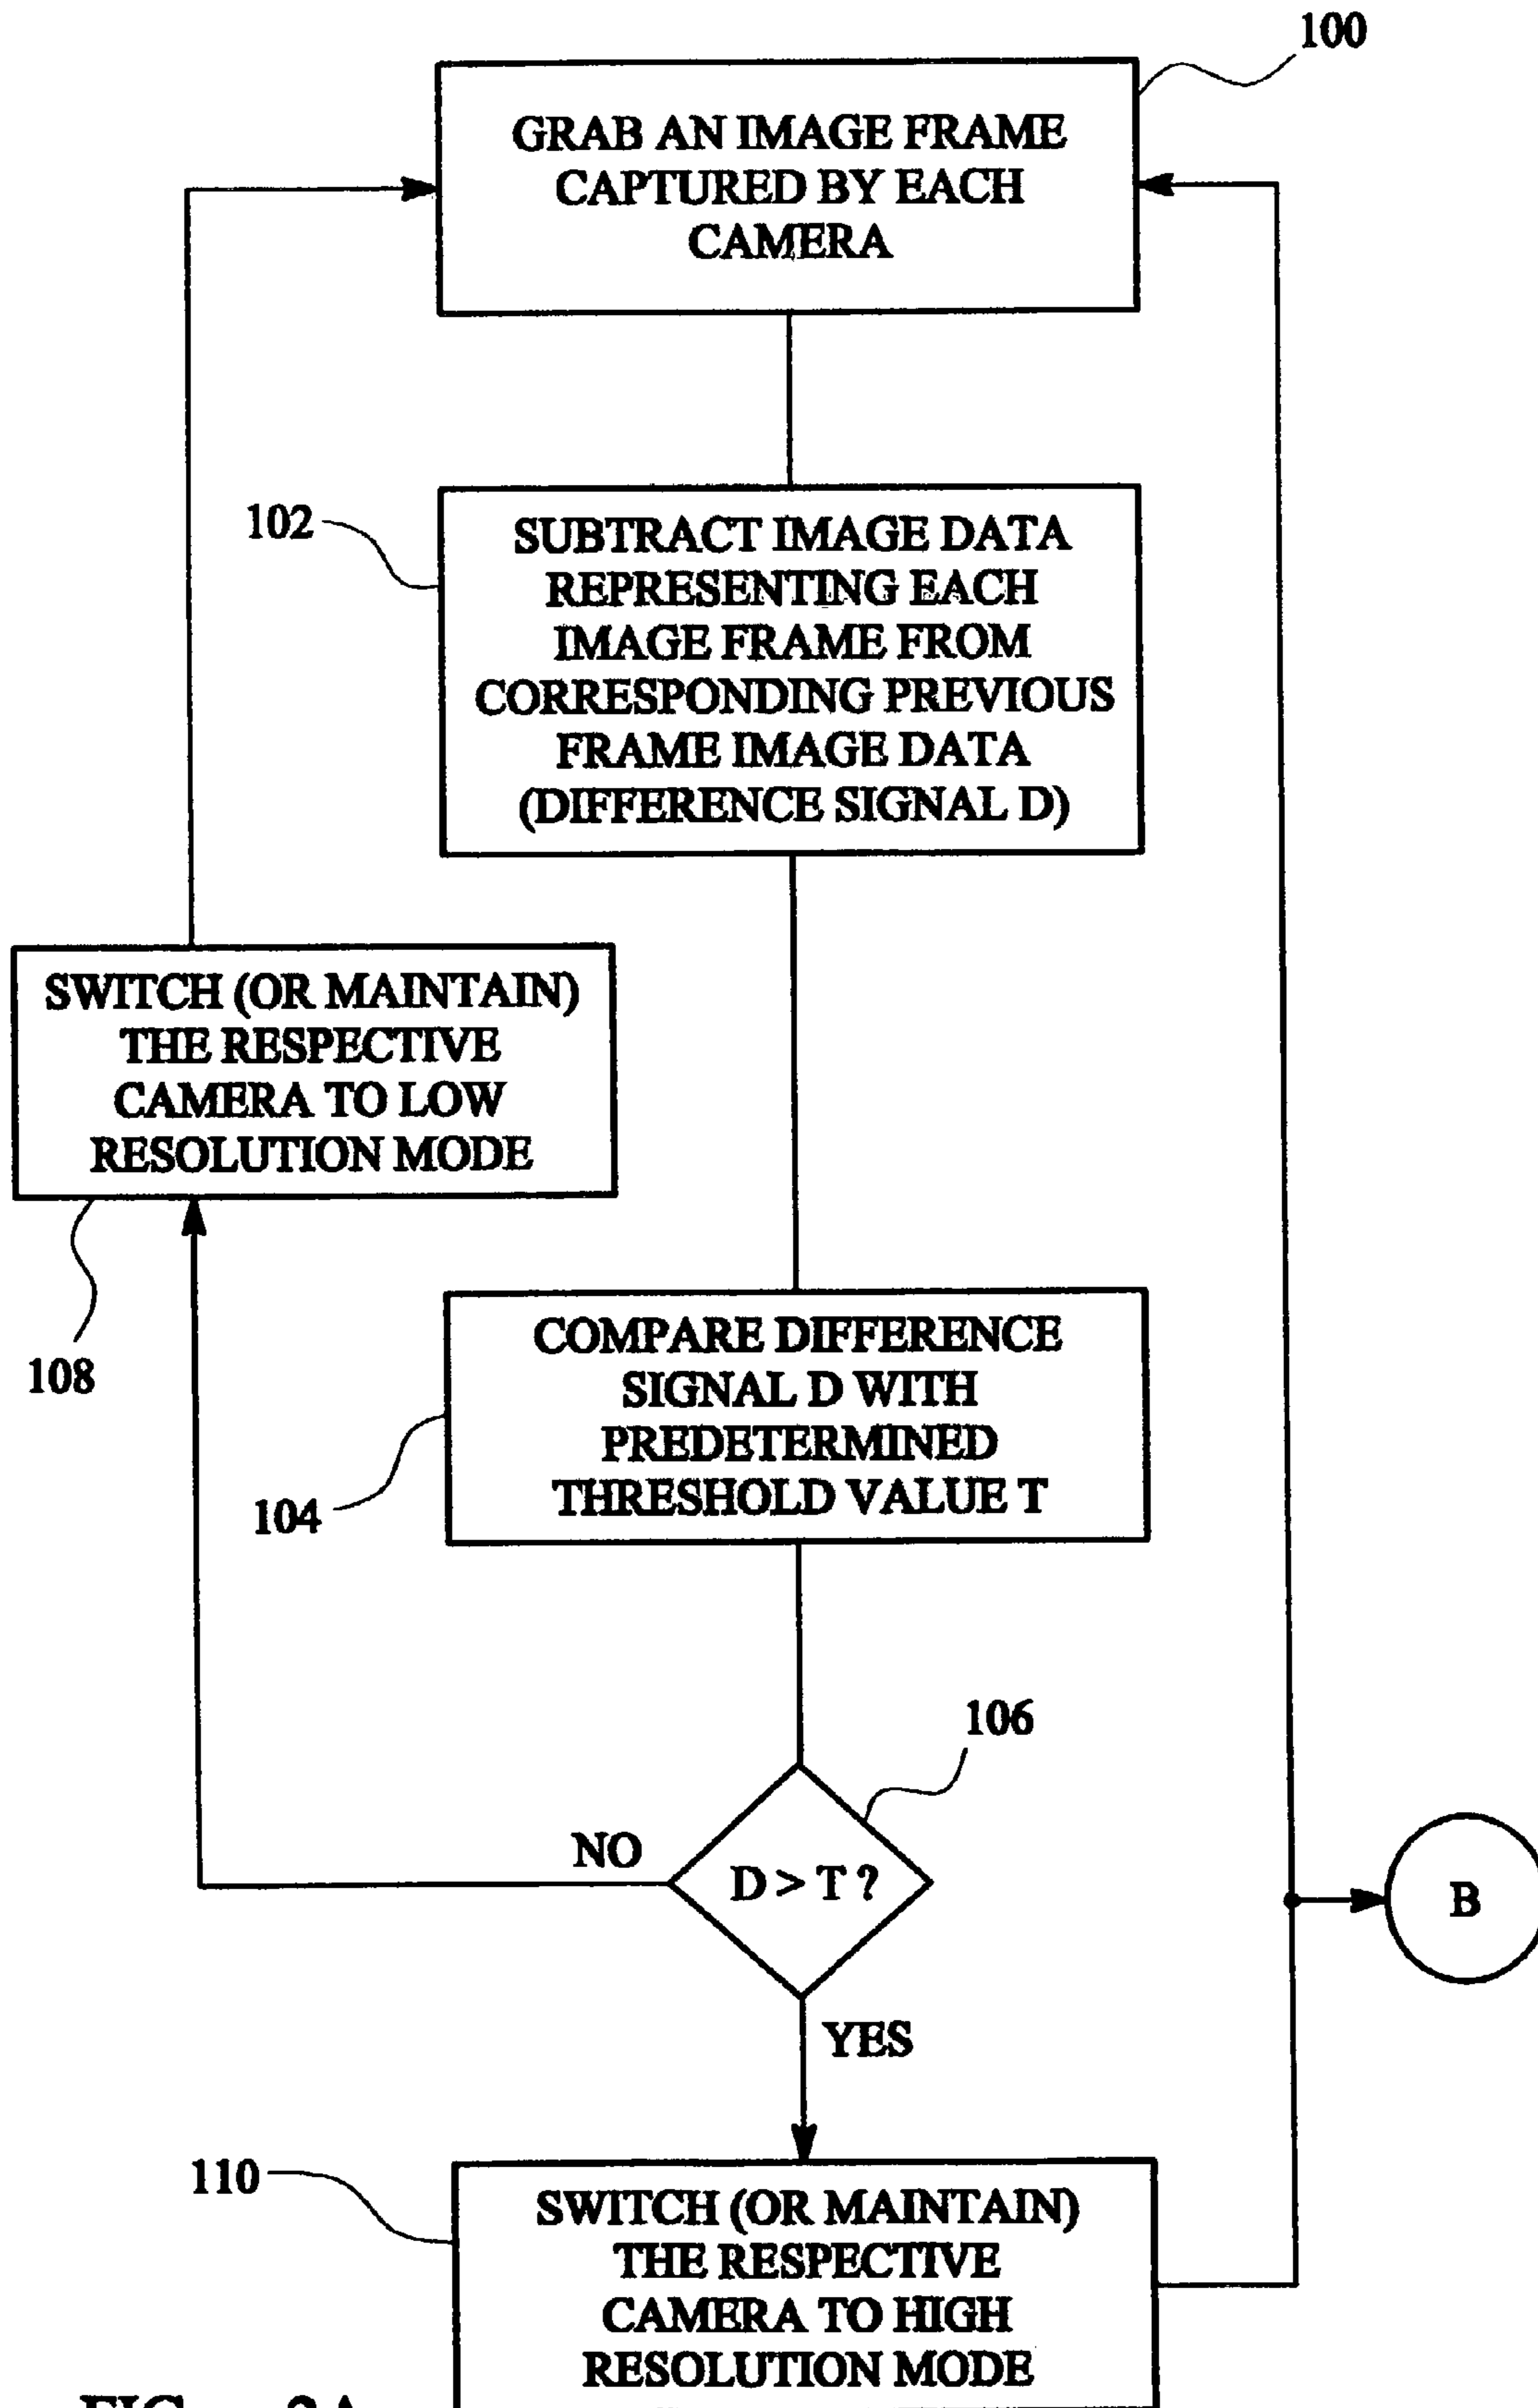 100
GRAB AN IMAGE FRAME
CAPTURED BY EACH
CAMERA
102
SUBTRACT IMAGE DATA
REPRESENTING EACH
IMAGE FRAME FROM
CORRESPONDING PREVIOUS
FRAME IMAGE DATA
(DIFFERENCE SIGNAL D)
SWITCH (OR MAINTAIN)
THE RESPECTIVE
CAMERA TO LOW
RESOLUTION MODE
108
COMPARE DIFFERENCE
SIGNAL D WITH
PREDETERMINED
THRESHOLD VALUE T
104
106
NO
D > T ?
B
YES
110
SWITCH (OR MAINTAIN)
THE RESPECTIVE
CAMERA TO HIGH
RESOLUTION MODE